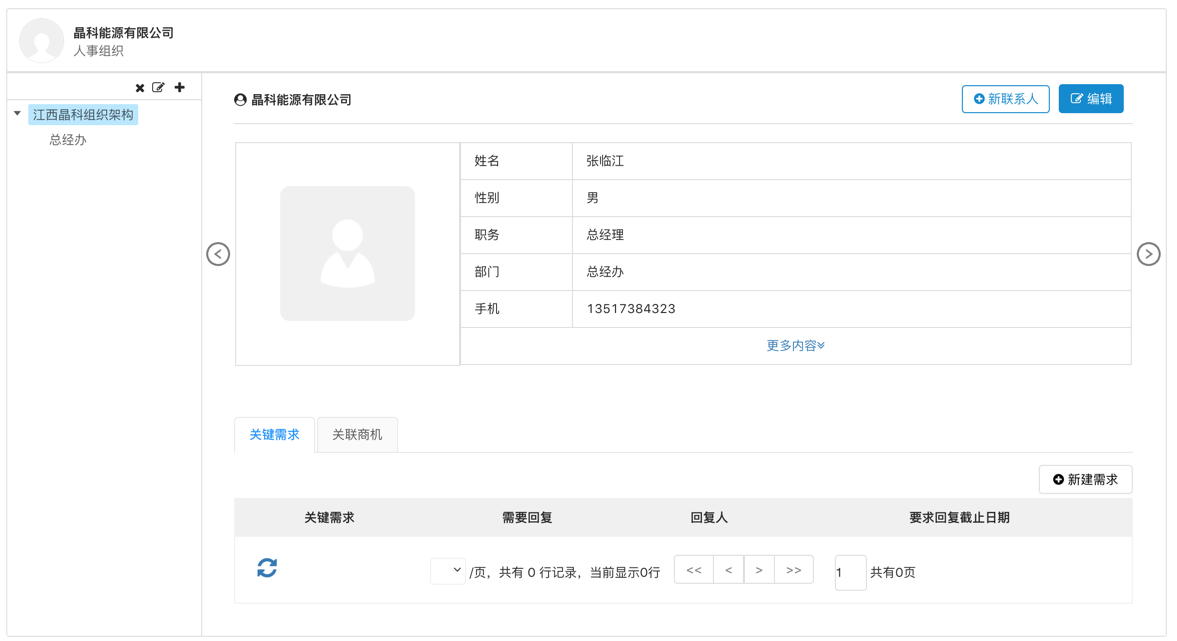 晶科能源有限公司
人事组织
江西晶科组织架构
总经办
晶科能源有限公司
新联系人
编辑
姓名 张临江
性别 男
职务 总经理
部门 总经办
手机 13517384323
更多内容
关键需求 关联商机
新建需求
关键需求 需要回复 回复人 要求回复截止日期
/页，共有 0 行记录，当前显示0行 << < > >> 1 共有0页